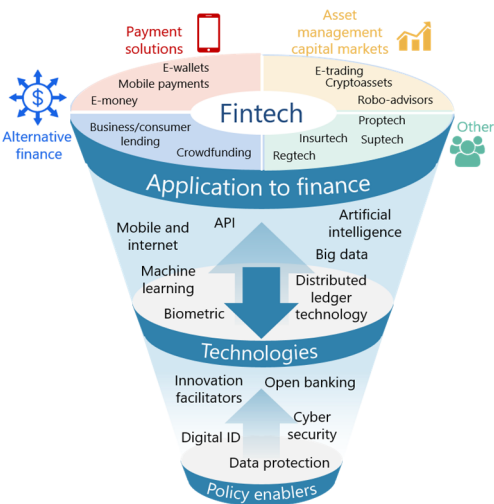 Payment
solutions
Asset
management
capital markets
E-wallets
Mobile payments
E-money
E-trading
Cryptoassets
Robo-advisors
Alternative
finance
$
Fintech
Business/consumer
lending
Crowdfunding
Proptech
Insurtech
Suptech
Regtech
Other
Application to finance
API
Mobile and
internet
Artificial
intelligence
Big data
Machine
learning
Distributed
ledger
technology
Biometric
Technologies
Innovation
facilitators
Open banking
Cyber
security
Digital ID
Data protection
Policy enablers